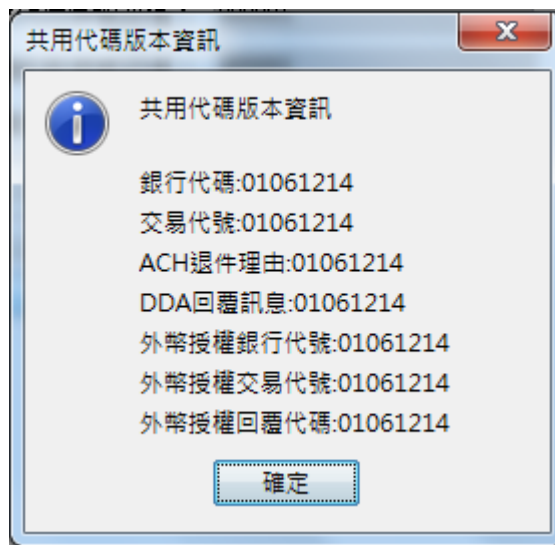 共用代碼版本資訊
共用代碼版本資訊
銀行代碼:01061214
交易代號:01061214
ACH退件理由:01061214
DDA回覆訊息:01061214
外幣授權銀行代號:01061214
外幣授權交易代號:01061214
外幣授權回覆代碼:01061214
確定